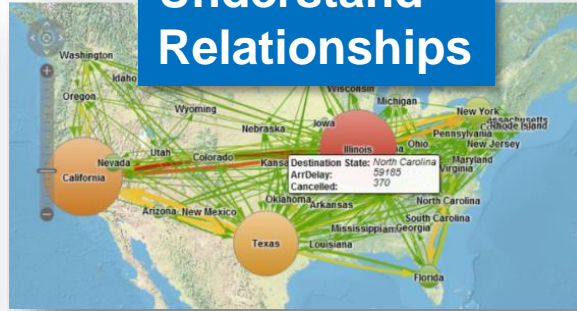 Understand
Relationships
Washington
Idaho
Oregon
Wyoming
Wisconsin
Michigan
New York
Massachusetts
Rhode Island
Nebraska
Iowa
Ohio
Pennsylvania
New Jersey
Nevada
Utah
Colorado
Illinois
Maryland
Virginia
California
Destination State: North Carolina
ArrDelay: 59185
Cancelled: 370
Oklahoma
Arkansas
North Carolina
Arizona
New Mexico
South Carolina
Mississippi
Georgia
Texas
Louisiana
Florida